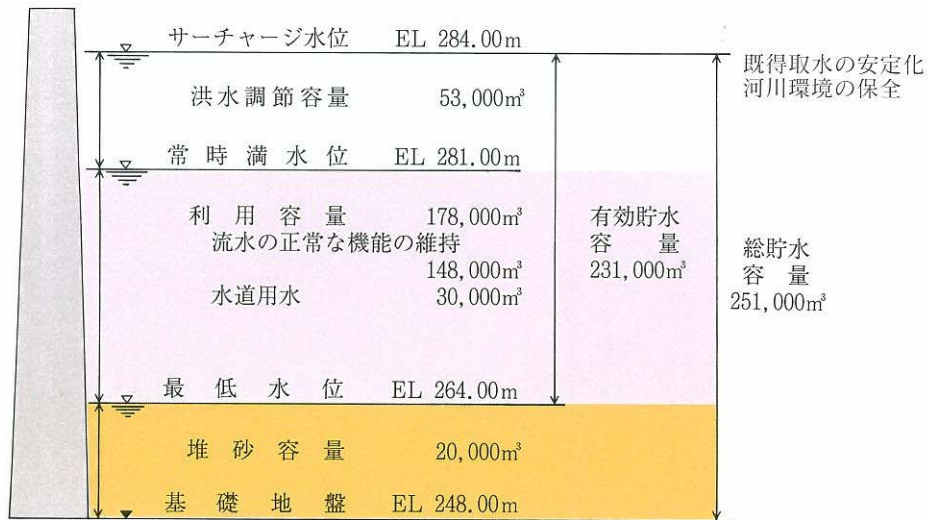 サーチャージ水位 EL 284.00m
既得取水の安定化
河川環境の保全
洪水調節容量 53,000㎥
常時満水位 EL 281.00m
利用容量 178,000㎥
流水の正常な機能の維持
148,000㎥
水道用水 30,000㎥
有効貯水
容量
231,000㎥
総貯水
容量
251,000㎥
最低水位 EL 264.00m
堆砂容量 20,000㎥
基礎地盤 EL 248.00m